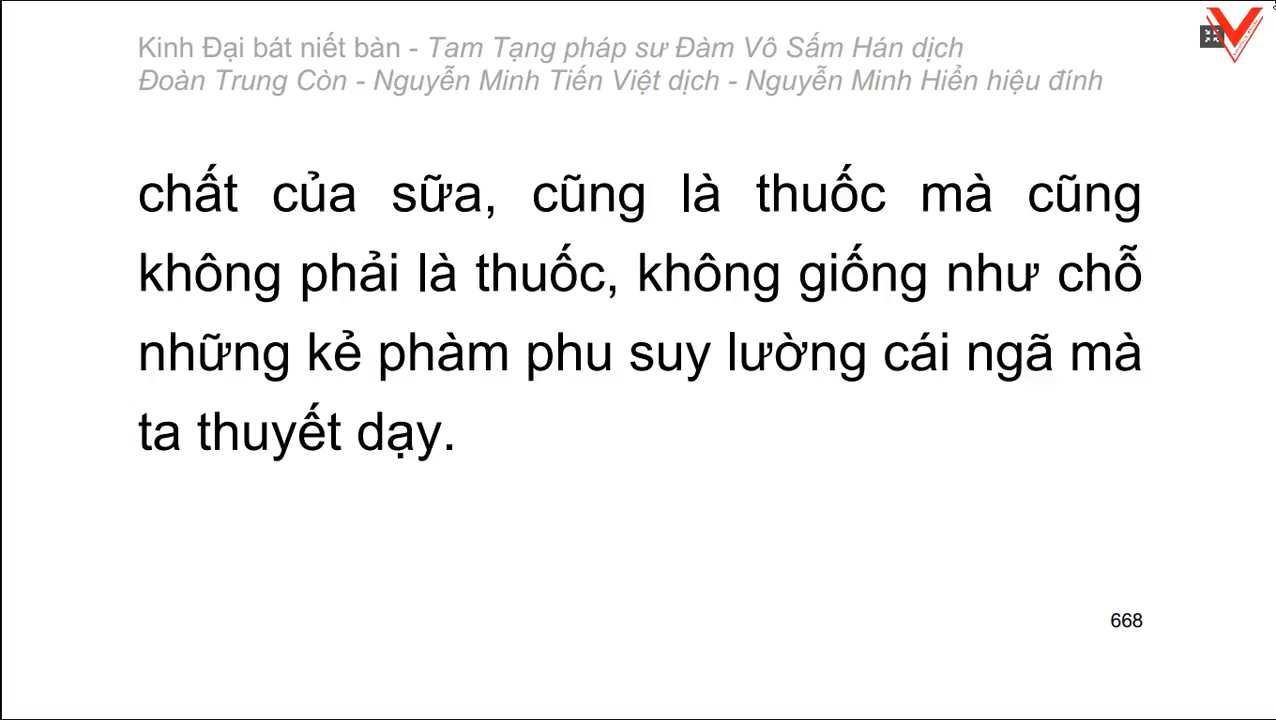 Kinh Đại bát niết bàn - Tam Tạng pháp sư Đàm Vô Sấm Hán dịch
Đoàn Trung Còn - Nguyễn Minh Tiến Việt dịch - Nguyễn Minh Hiển hiệu đính
chất của sữa, cũng là thuốc mà cũng
không phải là thuốc, không giống như chỗ
những kẻ phàm phu suy lường cái ngã mà
ta thuyết dạy.
668